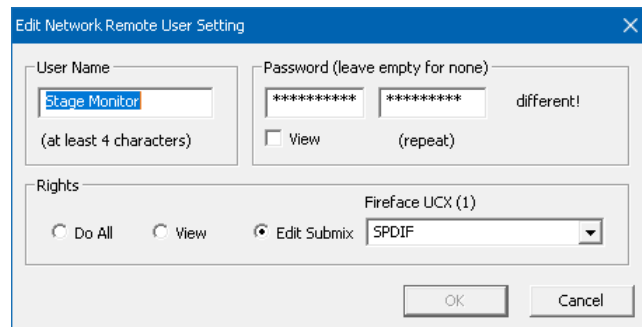 Edit Network Remote User Setting
User Name
Stage Monitor
(at least 4 characters)
Password (leave empty for none)
********** ********* different!
View (repeat)
Rights
Fireface UCX (1)
Do All View Edit Submix SPDIF
OK Cancel